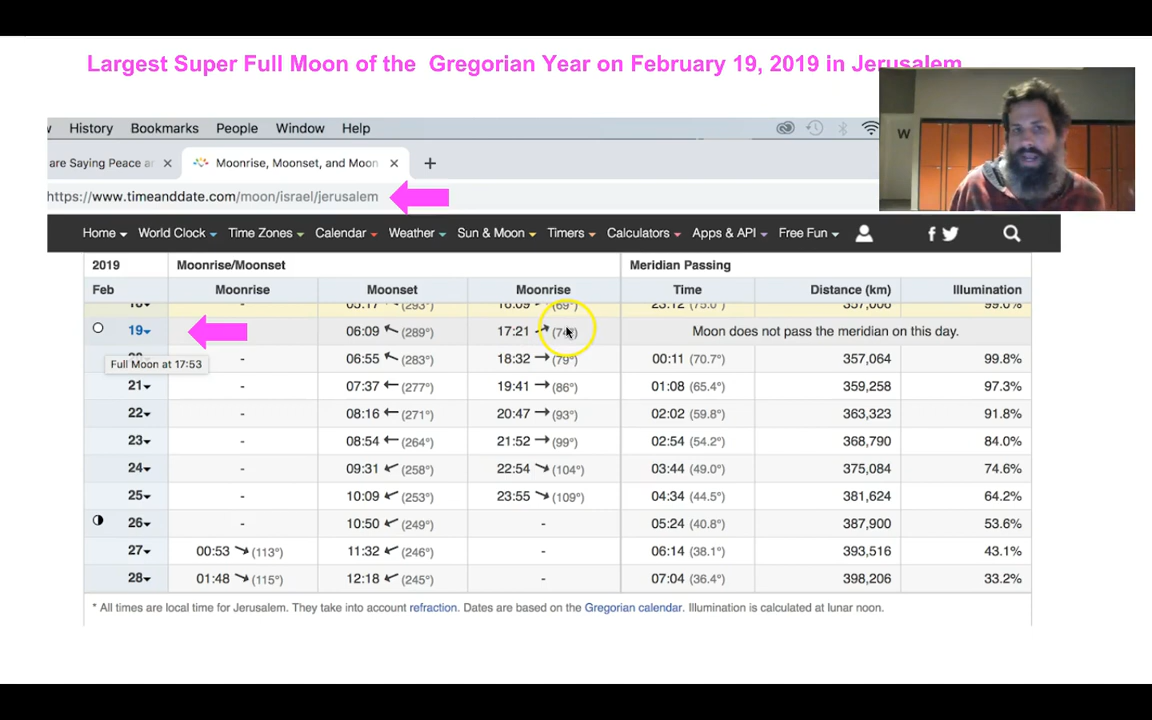 Largest Super Full Moon of the Gregorian Year on February 19, 2019 in Jerusalem
History Bookmarks People Window Help
are Saying Peace Moonrise, Moonset, and Moon
https://www.timeanddate.com/moon/israel/jerusalem
W
Home World Clock Time Zones Calendar Weather Sun & Moon Timers Calculators Apps & API Free Fun
2019 Moonrise/Moonset Meridian Passing
Feb Moonrise Moonset Moonrise Time Distance (km) Illumination
- (293°) (69°) 23:12 (75.0°)
19 06:09 (289°) 17:21 Moon does not pass the meridian on this day.
- 06:55 (283°) 18:32 (79°) 00:11 (70.7°) 357,064 99.8%
Full Moon at 17:53
21 - 07:37 (277°) 19:41 (86°) 01:08 (65.4°) 359,258 97.3%
22 - 08:16 (271°) 20:47 (93°) 02:02 (59.8°) 363,323 91.8%
23 - 08:54 (264°) 21:52 (99°) 02:54 (54.2°) 368,790 84.0%
24 - 09:31 (258°) 22:54 (104°) 03:44 (49.0°) 375,084 74.6%
25 - 10:09 (253°) 23:55 (109°) 04:34 (44.5°) 381,624 64.2%
26 - 10:50 (249°) - 05:24 (40.8°) 387,900 53.6%
27 00:53 (113°) 11:32 (246°) - 06:14 (38.1°) 393,516 43.1%
28 01:48 (115°) 12:18 (245°) - 07:04 (36.4°) 398,206 33.2%
* All times are local time for Jerusalem. They take into account refraction. Dates are based on the Gregorian calendar. Illumination is calculated at lunar noon.